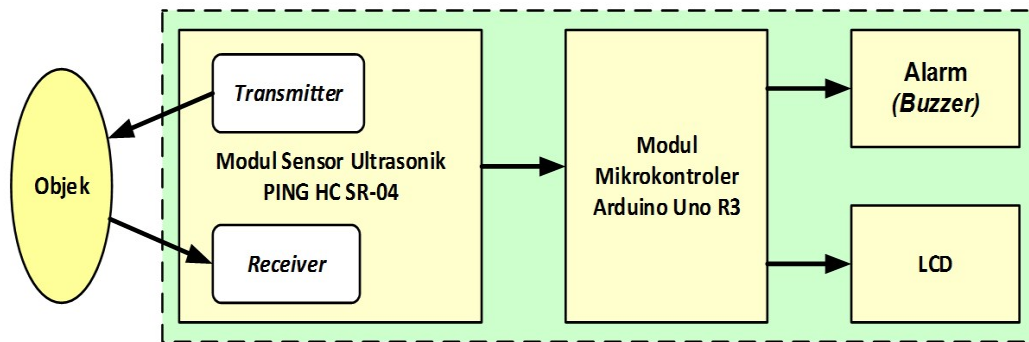 Objek
Transmitter
Modul Sensor Ultrasonik
PING HC SR-04
Receiver
Modul
Mikrokontroler
Arduino Uno R3
Alarm
(Buzzer)
LCD